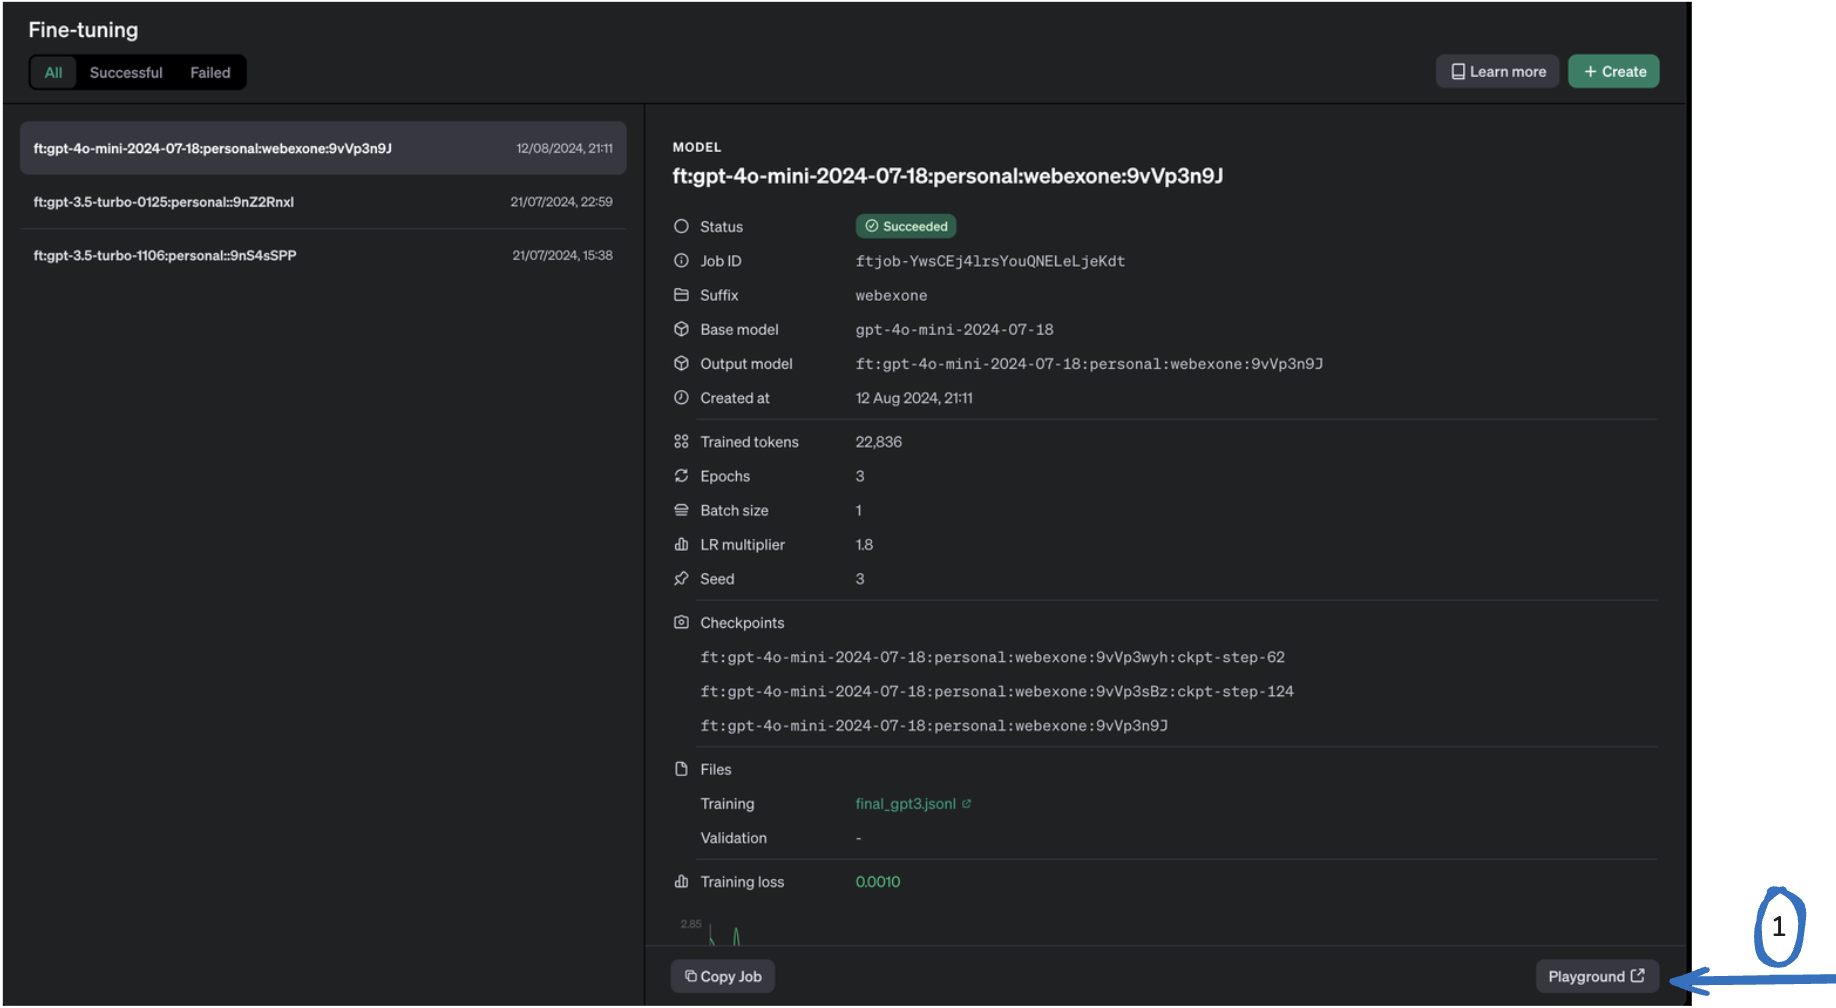 Fine-tuning
All Successful Failed
Learn more
+ Create
ft:gpt-4o-mini-2024-07-18:personal:webexone:9vVp3n9J 12/08/2024, 21:11
ft:gpt-3.5-turbo-0125:personal::9nZ2Rnxl 21/07/2024, 22:59
ft:gpt-3.5-turbo-1106:personal::9nS4sSPP 21/07/2024, 15:38
MODEL
ft:gpt-4o-mini-2024-07-18:personal:webexone:9vVp3n9J
Status Succeeded
Job ID ftjob-YwsCEj4lrsYouQNELeLjeKdt
Suffix webexone
Base model gpt-4o-mini-2024-07-18
Output model ft:gpt-4o-mini-2024-07-18:personal:webexone:9vVp3n9J
Created at 12 Aug 2024, 21:11
Trained tokens 22,836
Epochs 3
Batch size 1
LR multiplier 1.8
Seed 3
Checkpoints
ft:gpt-4o-mini-2024-07-18:personal:webexone:9vVp3wyh:ckpt-step-62
ft:gpt-4o-mini-2024-07-18:personal:webexone:9vVp3sBz:ckpt-step-124
ft:gpt-4o-mini-2024-07-18:personal:webexone:9vVp3n9J
Files
Training final_gpt3.jsonl
Validation -
Training loss 0.0010
2.85
Copy Job
Playground
1